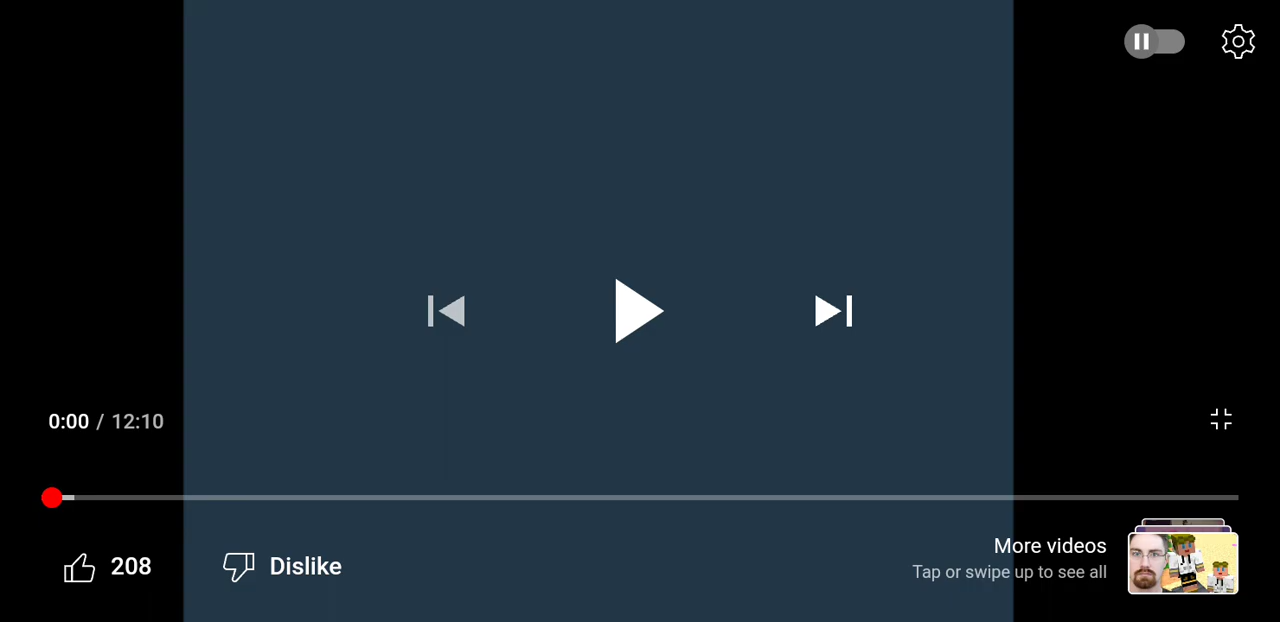 0:00 / 12:10
208
Dislike
More videos
Tap or swipe up to see all